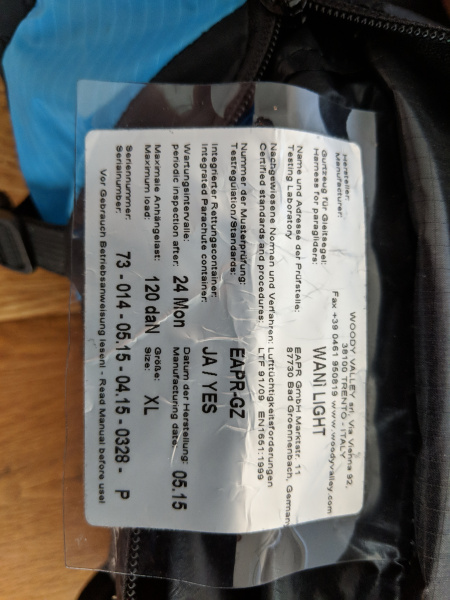 Hersteller: WOODY VALLEY srl, Via Vienna 92,
Manufacturer: 38100 TRENTO - ITALY
Fax +39 0461 950819 www.woodyvalley.com
Gurtzeug für Gleitsegel: WANI LIGHT
Harness for paragliders:
Name und Adresse der Prüfstelle: EAPR GmbH Marktstr. 11
Testing Laboratory 87730 Bad Groennenbach, Germany
Nachgewiesene Normen und Verfahren: Lufttüchtigkeitsforderungen
Certified standards and procedures: LTF 91/09 EN1651:1999
Nummer der Musterprüfung: EAPR-GZ
Testregulation/Standards:
Integrierter Rettungscontainer: JA / YES
Integrated Parachute container:
Wartungsintervalle: 24 Mon Datum der Herstellung: 05.15
periodic inspection after: Manufacturing date:
Maximale Anhängelast: 120 daN Größe: XL
Maximum load: Size:
Seriennummer: 73 - 014 - 05.15 - 04.15 - 0328 - P
Serialnumber:
Vor Gebrauch Betriebsanweisung lesen! - Read Manual before use!